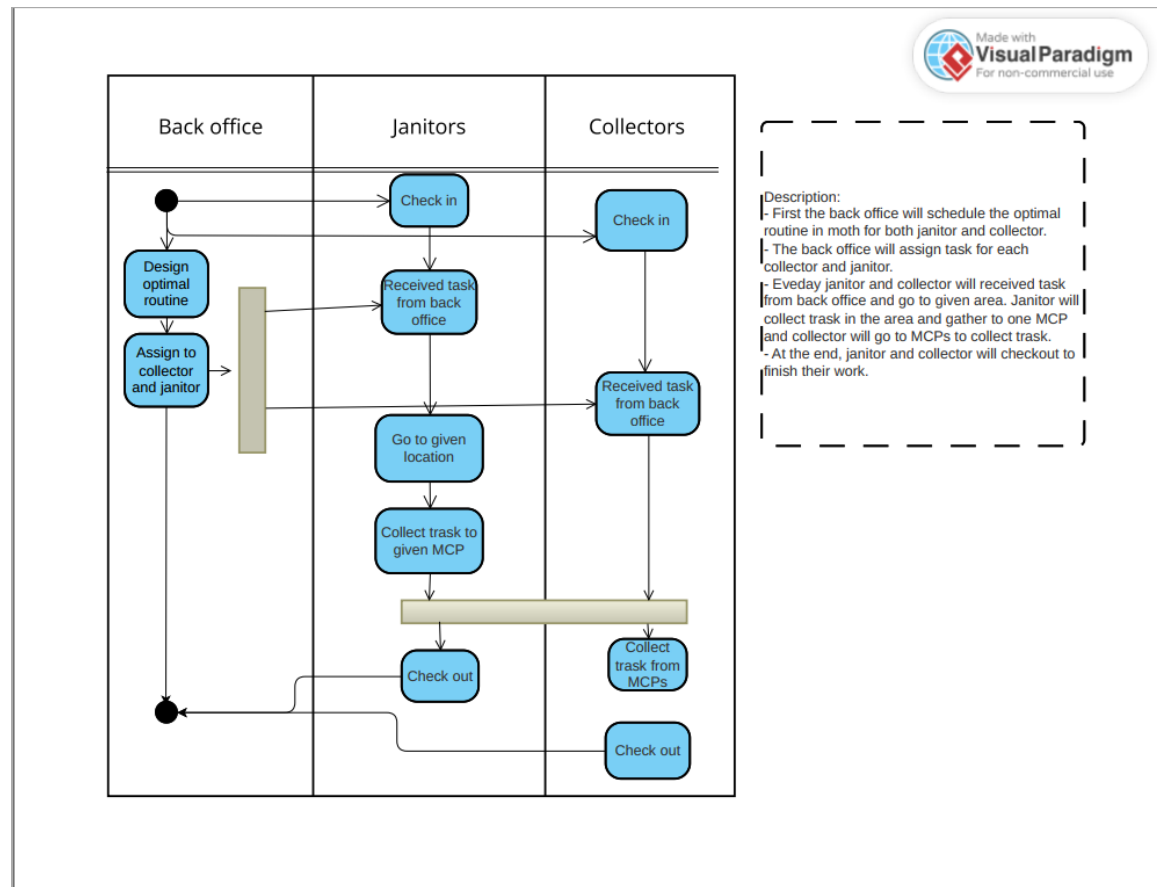 Made with
Visual Paradigm
For non-commercial use
Back office
Janitors
Collectors
Check in
Check in
Design
optimal
routine
Received task
from back
office
Assign to
collector
and janitor
Received task
from back
office
Go to given
location
Collect trask to
given MCP
Collect
trask from
MCPs
Check out
Check out
Description:
- First the back office will schedule the optimal
routine in moth for both janitor and collector.
- The back office will assign task for each
collector and janitor.
- Eveday janitor and collector will received task
from back office and go to given area. Janitor will
collect trask in the area and gather to one MCP
and collector will go to MCPs to collect trask.
- At the end, janitor and collector will checkout to
finish their work.